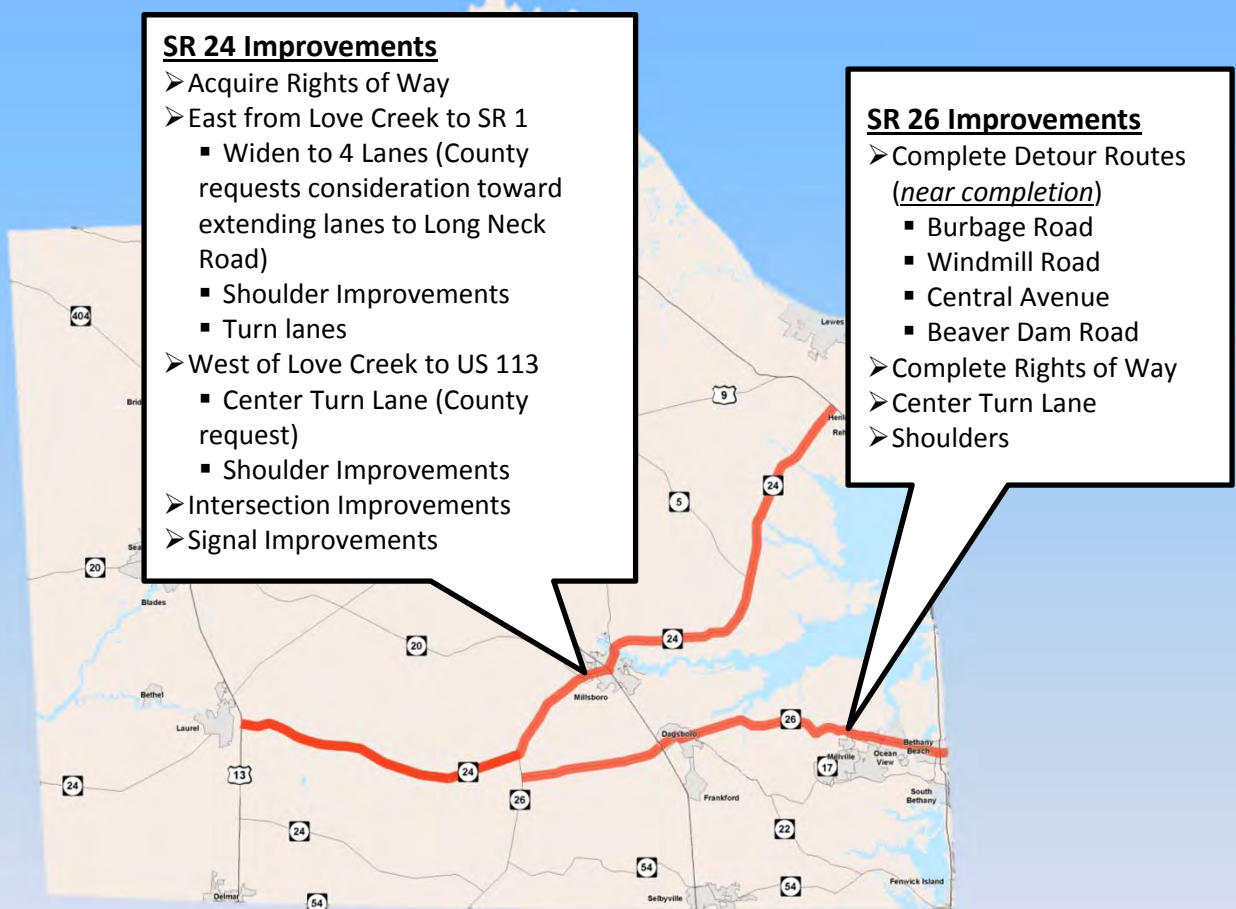 SR 24 Improvements
➢Acquire Rights of Way
➢East from Love Creek to SR 1
▪ Widen to 4 Lanes (County
requests consideration toward
extending lanes to Long Neck
Road)
▪ Shoulder Improvements
▪ Turn lanes
➢West of Love Creek to US 113
▪ Center Turn Lane (County
request)
▪ Shoulder Improvements
➢Intersection Improvements
➢Signal Improvements
SR 26 Improvements
➢Complete Detour Routes
(near completion)
▪ Burbage Road
▪ Windmill Road
▪ Central Avenue
▪ Beaver Dam Road
➢Complete Rights of Way
➢Center Turn Lane
➢Shoulders
404
Lewes
9
24
5
20
Blades
20
24
Millsboro
Bethel
Laurel
26
Dagsboro
Bethany
Beach
Ocean
View
Millville
17
13
24
24
26
Frankford
South
Bethany
24
22
54
54
Fenwick Island
Delmar
54
Selbyville